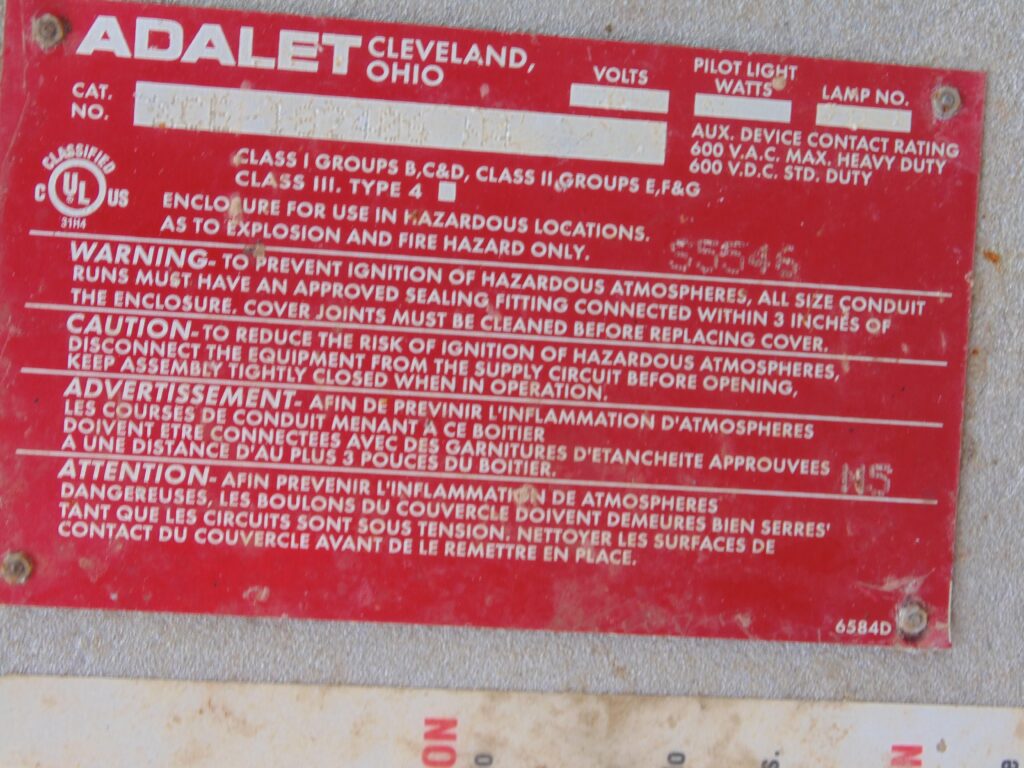 ADALET CLEVELAND,
OHIO
VOLTS
PILOT LIGHT
WATTS
LAMP NO.
CAT.
NO.
AUX. DEVICE CONTACT RATING
600 V.A.C. MAX. HEAVY DUTY
600 V.D.C. STD. DUTY
CLASSIFIED
C UL US
®
31H4
CLASS I GROUPS B,C&D, CLASS II GROUPS E,F&G
CLASS III. TYPE 4
ENCLOSURE FOR USE IN HAZARDOUS LOCATIONS.
AS TO EXPLOSION AND FIRE HAZARD ONLY.
S5546
WARNING- TO PREVENT IGNITION OF HAZARDOUS ATMOSPHERES, ALL SIZE CONDUIT
RUNS MUST HAVE AN APPROVED SEALING FITTING CONNECTED WITHIN 3 INCHES OF
THE ENCLOSURE. COVER JOINTS MUST BE CLEANED BEFORE REPLACING COVER.
CAUTION- TO REDUCE THE RISK OF IGNITION OF HAZARDOUS ATMOSPHERES,
DISCONNECT THE EQUIPMENT FROM THE SUPPLY CIRCUIT BEFORE OPENING,
KEEP ASSEMBLY TIGHTLY CLOSED WHEN IN OPERATION.
ADVERTISSEMENT- AFIN DE PREVINIR L'INFLAMMATION D'ATMOSPHERES
LES COURSES DE CONDUIT MENANT À CE BOITIER
DOIVENT ETRE CONNECTEES AVEC DES GARNITURES D'ETANCHEITE APPROUVEES
A UNE DISTANCE D'AU PLUS 3 POUCES DU BOITIER.
NS
ATTENTION- AFIN PREVENIR L'INFLAMMATION DE ATMOSPHERES
DANGEREUSES, LES BOULONS DU COUVERCLE DOIVENT DEMEURES BIEN SERRES'
TANT QUE LES CIRCUITS SONT SOUS TENSION. NETTOYER LES SURFACES DE
CONTACT DU COUVERCLE AVANT DE LE REMETTRE EN PLACE.
6584D
ON
N